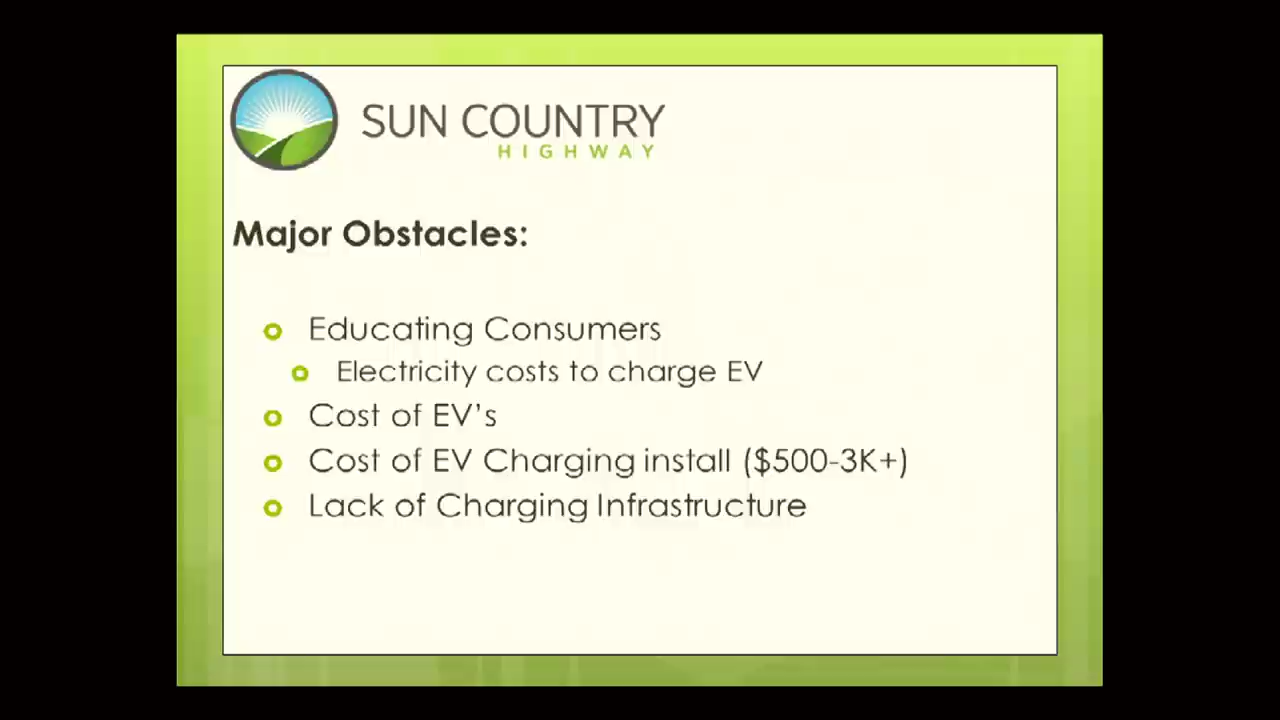 SUN COUNTRY
HIGHWAY
Major Obstacles:
Educating Consumers
Electricity costs to charge EV
Cost of EV's
Cost of EV Charging install ($500-3K+)
Lack of Charging Infrastructure